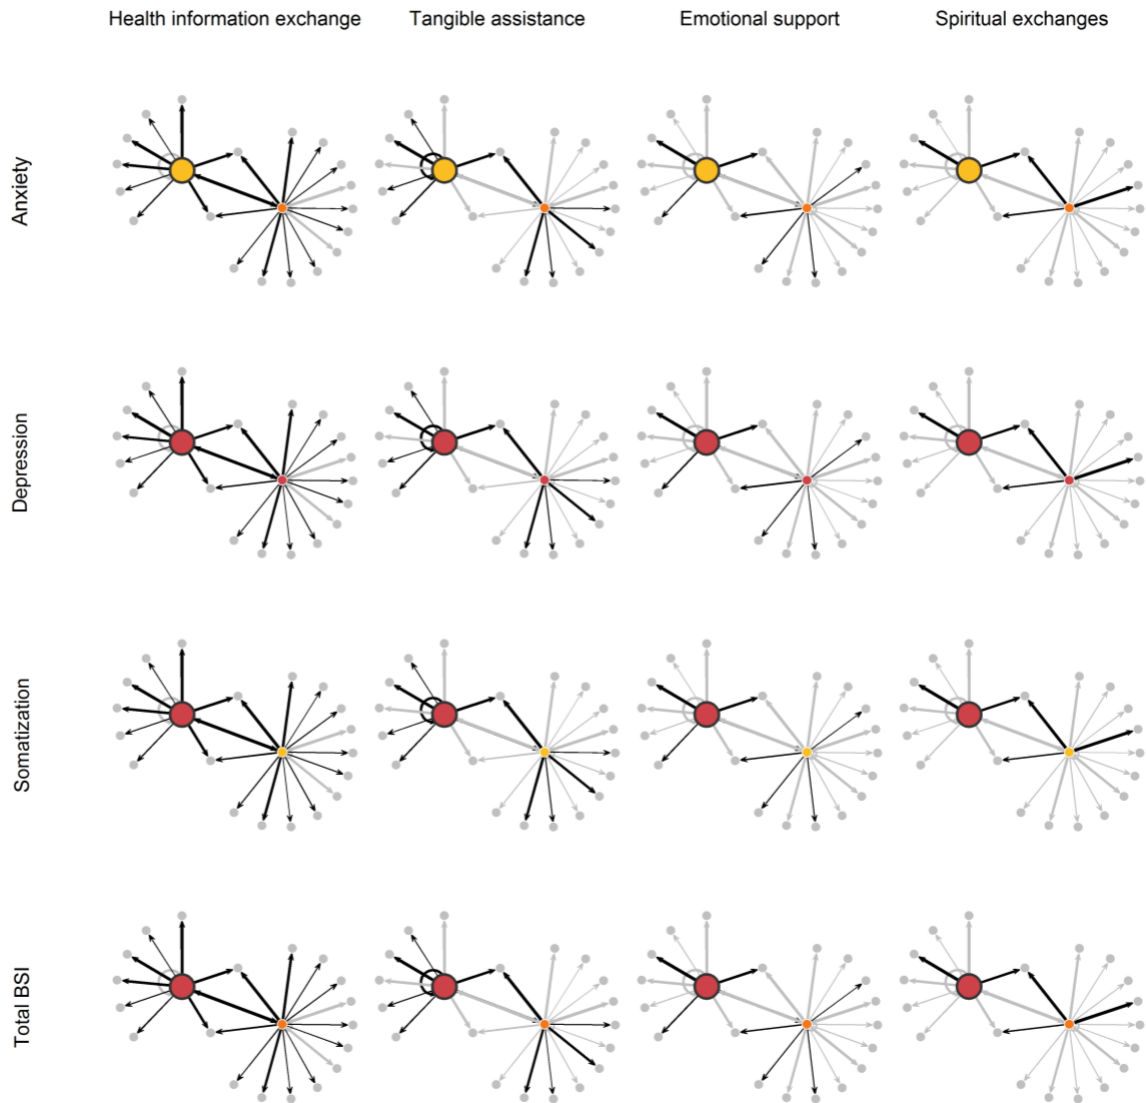 Health information exchange
Tangible assistance
Emotional support
Spiritual exchanges
Anxiety
Depression
Somatization
Total BSI